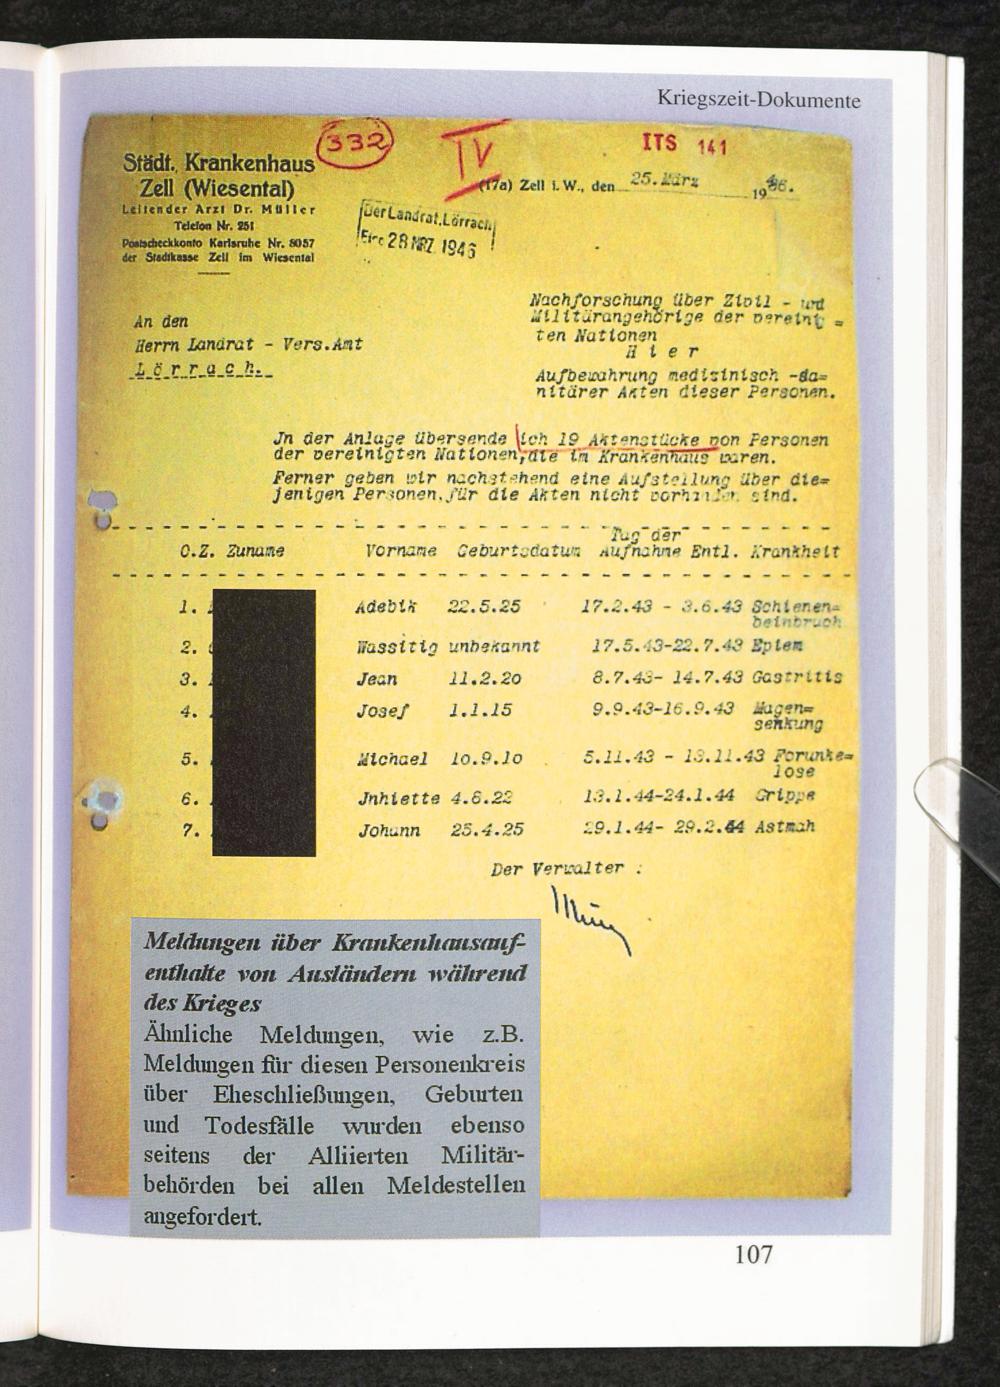 Kriegszeit-Dokumente
332
IV
ITS 141
Städt. Krankenhaus
Zell (Wiesental)
Leitender Arzt Dr. Müller
Telefon Nr. 251
Postscheckkonto Karlsruhe Nr. 8057
der Stadtkasse Zell im Wiesental
(17a) Zell i. W., den 25. März 1946.
Der Landrat, Lörrach
28 MRZ. 1946
An den
Herrn Landrat - Vers.Amt
Lörrach.
Nachforschung über Zivil - und
Militärangehörige der vereinig =
ten Nationen
Hier
Aufbewahrung medizinisch -sa=
nitärer Akten dieser Personen.
Jn der Anlage übersende ich 19 Aktenstücke von Personen
der vereinigten Nationen, die im Krankenhaus waren.
Ferner geben wir nachstehend eine Aufstellung über die=
jenigen Personen, für die Akten nicht vorhanden sind.
O.Z. Zuname Vorname Geburtsdatum Tag der Aufnahme Entl. Krankheit
1. Adebik 22.5.25 17.2.43 - 3.6.43 Schienen=
beinbruch
2. Wassitig unbekannt 17.5.43-22.7.43 Epiem
3. Jean 11.2.20 8.7.43- 14.7.43 Gastritis
4. Josef 1.1.15 9.9.43-16.9.43 Magen=
senkung
5. Michael 1o.9.1o 5.11.43 - 13.11.43 Forunke=
lose
6. Jnhiette 4.6.22 13.1.44-24.1.44 Grippe
7. Johann 25.4.25 29.1.44- 29.2.44 Astmah
Der Verwalter :
Meldungen über Krankenhausauf-
enthalte von Ausländern während
des Krieges
Ähnliche Meldungen, wie z.B.
Meldungen für diesen Personenkreis
über Eheschließungen, Geburten
und Todesfälle wurden ebenso
seitens der Alliierten Militär-
behörden bei allen Meldestellen
angefordert.
107